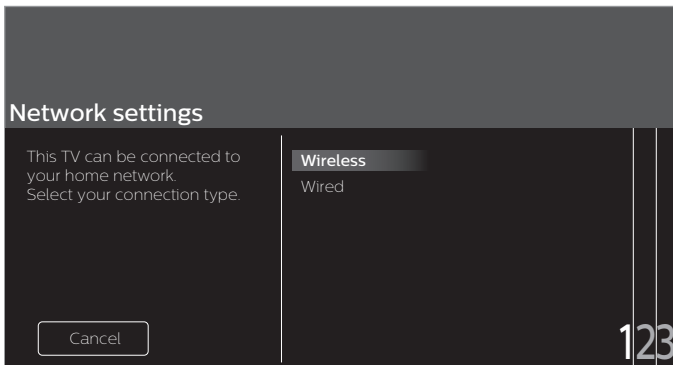 Network settings
This TV can be connected to
your home network.
Select your connection type.
Wireless
Wired
Cancel
123